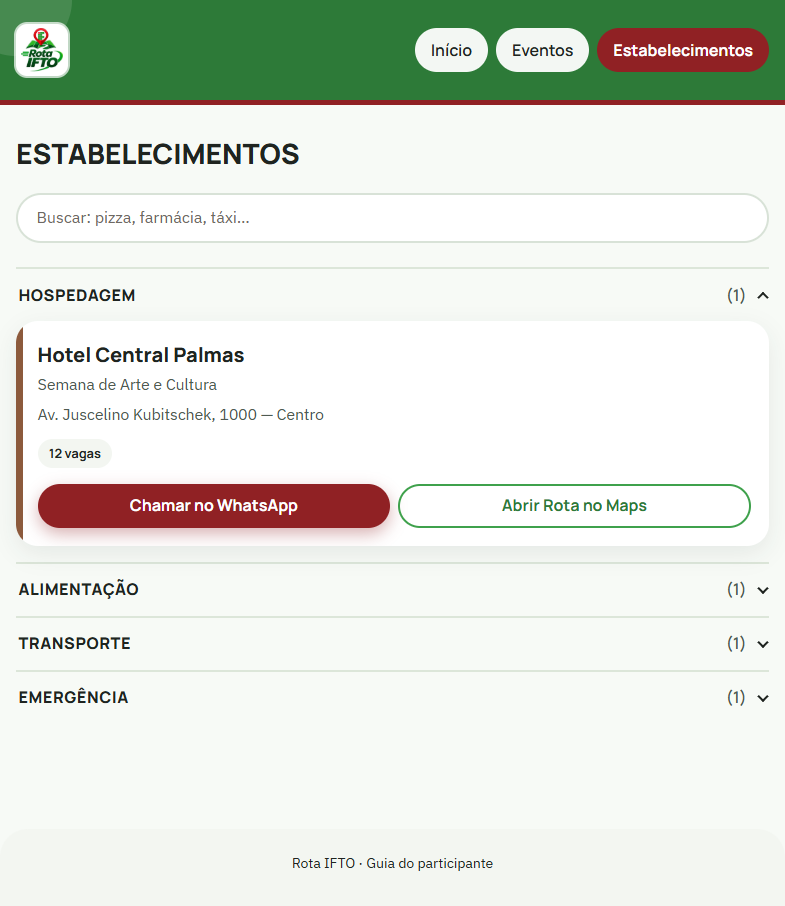 Rota
IFTO
Início
Eventos
Estabelecimentos
ESTABELECIMENTOS
Buscar: pizza, farmácia, táxi...
HOSPEDAGEM (1)
Hotel Central Palmas
Semana de Arte e Cultura
Av. Juscelino Kubitschek, 1000 — Centro
12 vagas
Chamar no WhatsApp
Abrir Rota no Maps
ALIMENTAÇÃO (1)
TRANSPORTE (1)
EMERGÊNCIA (1)
Rota IFTO · Guia do participante